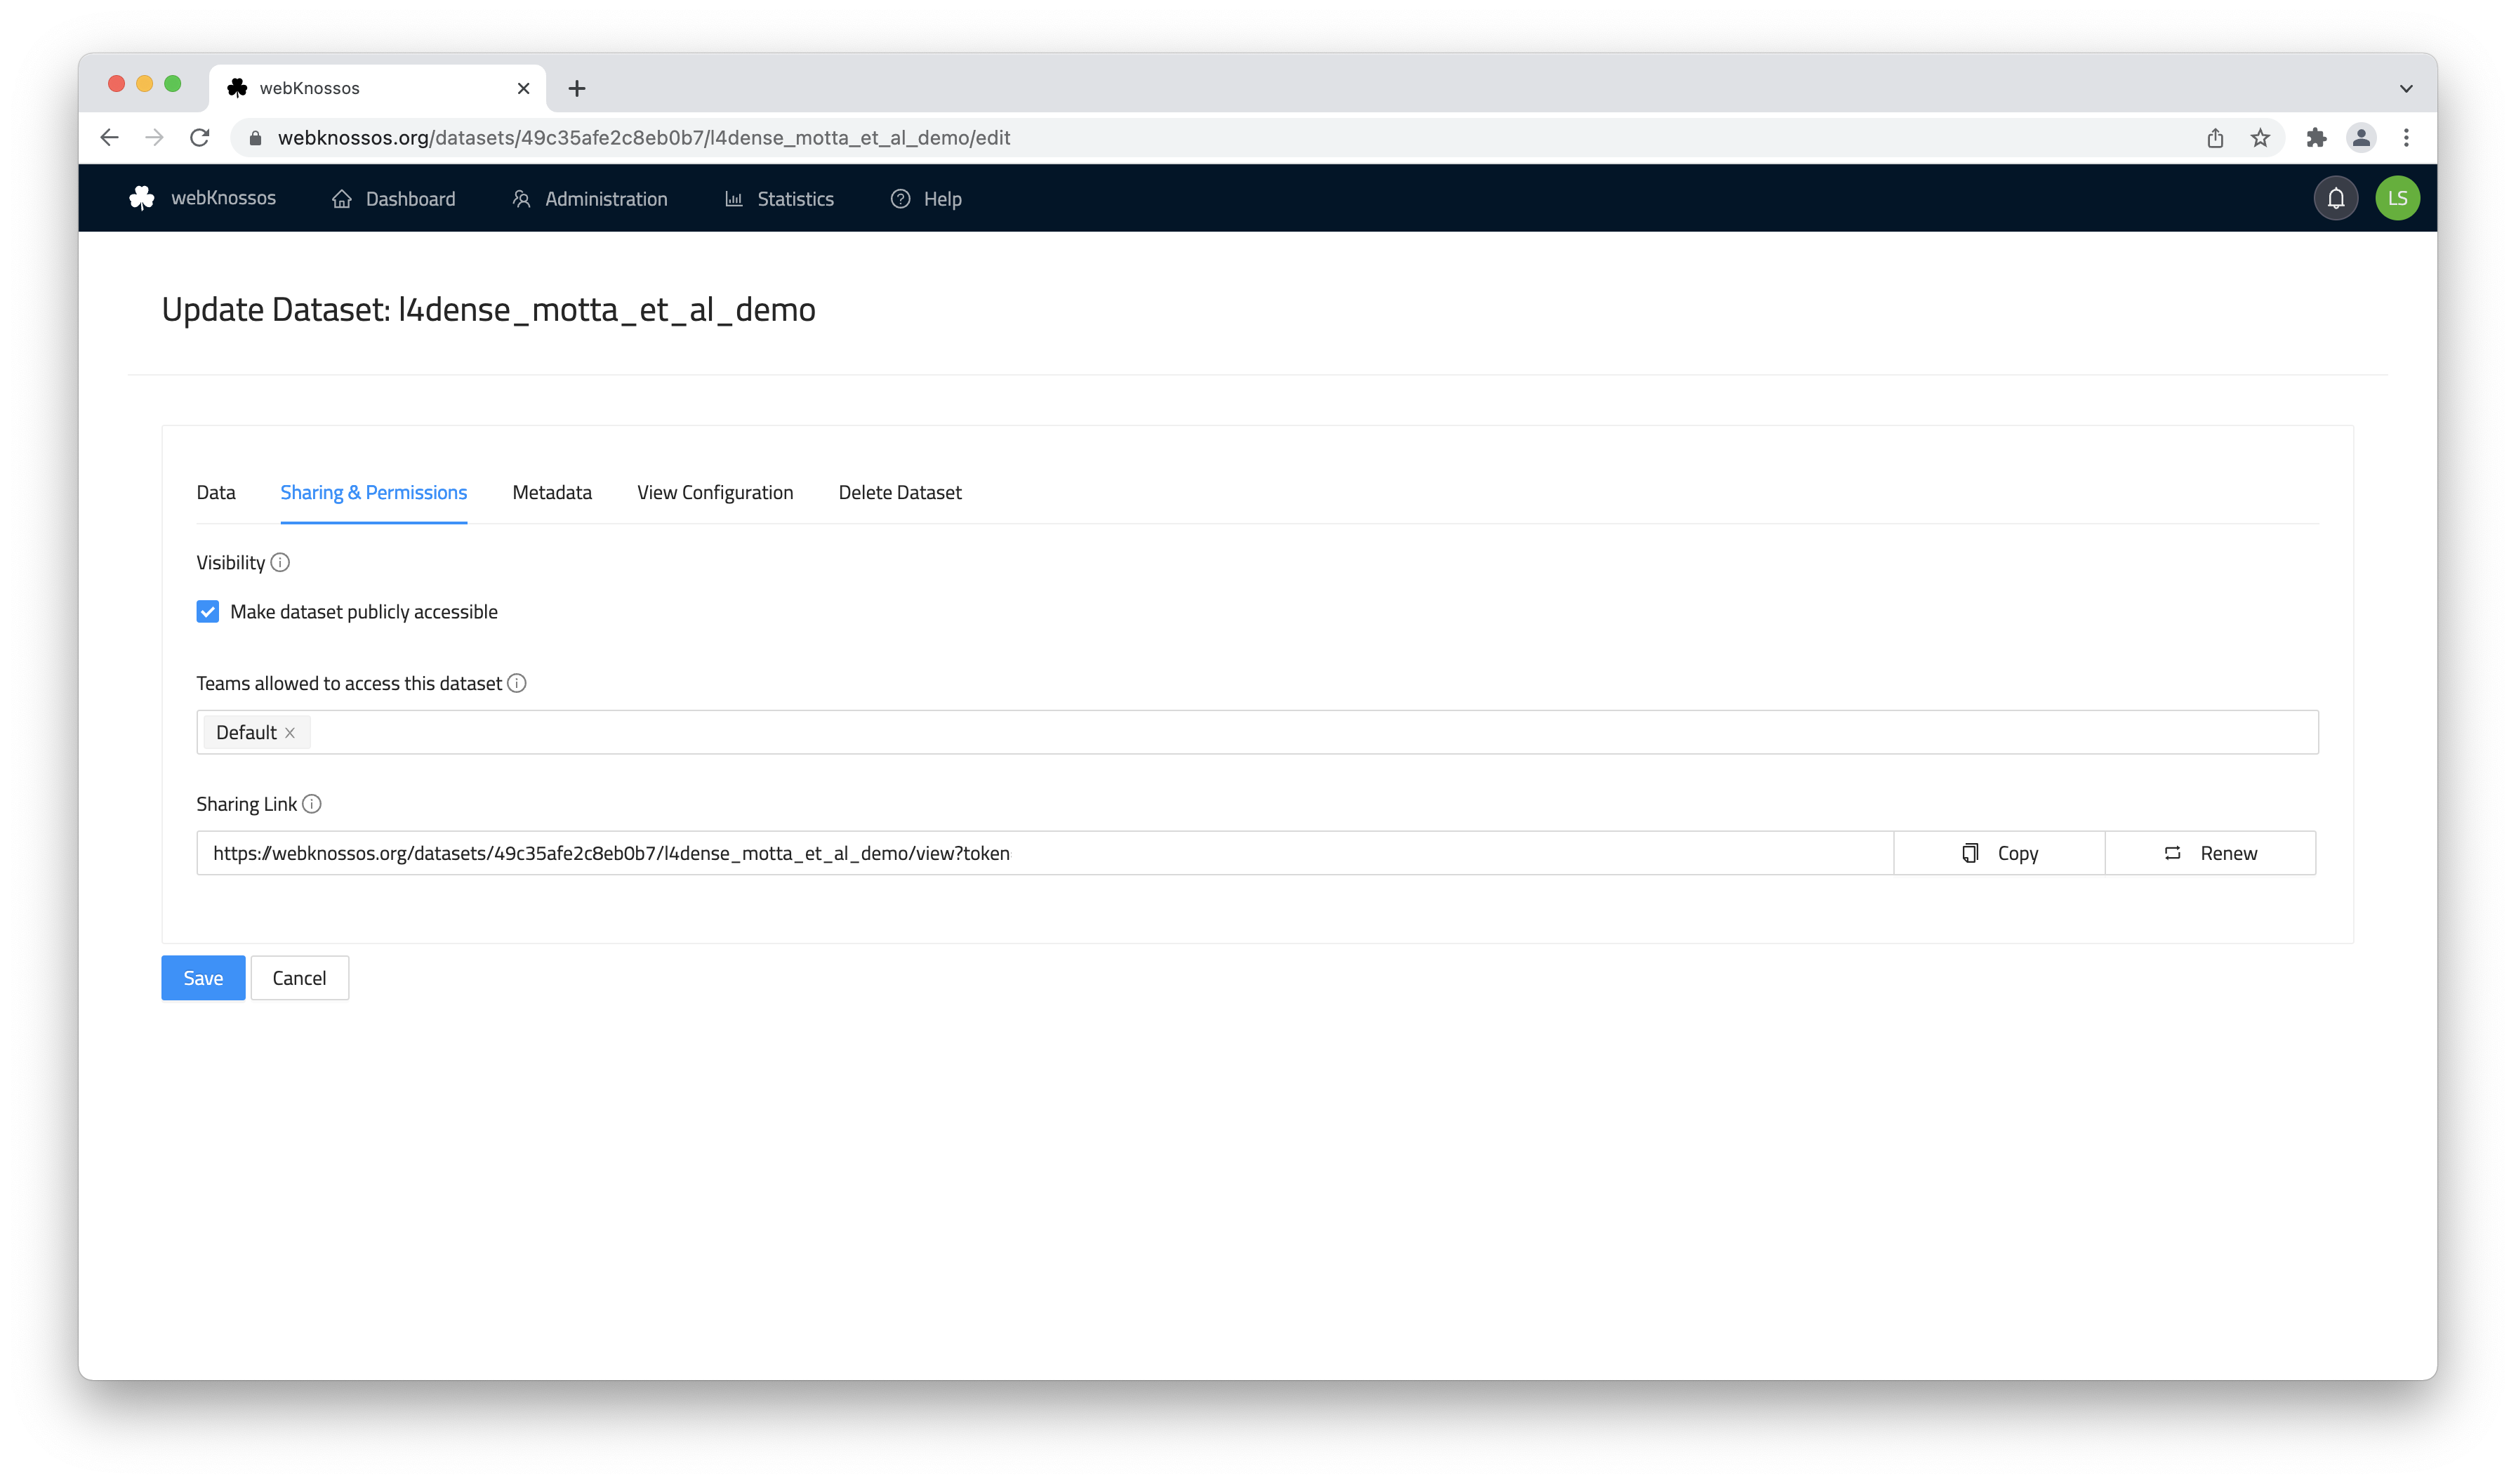 webKnossos
webknossos.org/datasets/49c35afe2c8eb0b7/l4dense_motta_et_al_demo/edit
webKnossos Dashboard Administration Statistics Help LS
Update Dataset: l4dense_motta_et_al_demo
Data Sharing & Permissions Metadata View Configuration Delete Dataset
Visibility
Make dataset publicly accessible
Teams allowed to access this dataset
Default
Sharing Link
https://webknossos.org/datasets/49c35afe2c8eb0b7/l4dense_motta_et_al_demo/view?token Copy Renew
Save Cancel